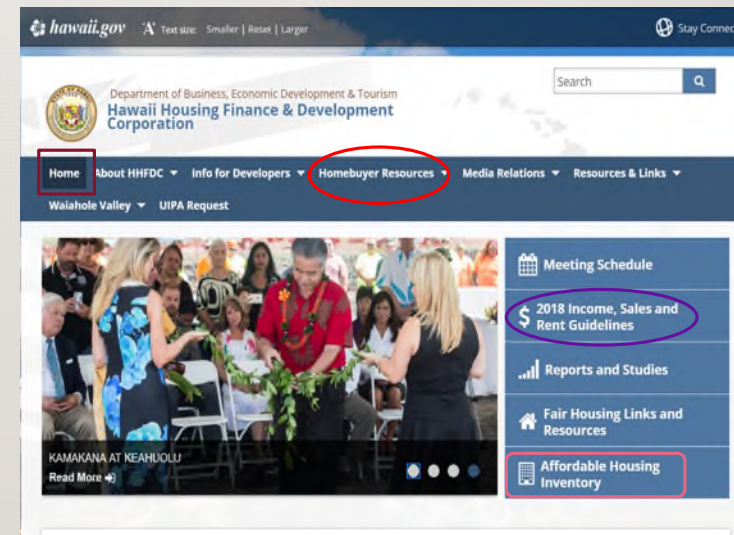 hawaii.gov Text size: Smaller | Reset | Larger Stay Connec
Search
Department of Business, Economic Development & Tourism
Hawaii Housing Finance & Development
Corporation
Home About HHFDC Info for Developers Homebuyer Resources Media Relations Resources & Links
Waiahole Valley UIPA Request
Meeting Schedule
$ 2018 Income, Sales and
Rent Guidelines
Reports and Studies
Fair Housing Links and
Resources
Affordable Housing
Inventory
KAMAKANA AT KEAHUOLU
Read More